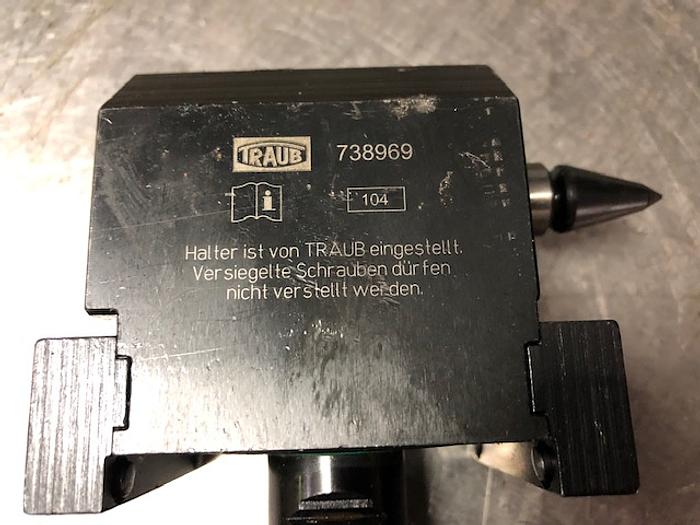 TRAUB 738969
i 104
Halter ist von TRAUB eingestellt.
Versiegelte Schrauben dürfen
nicht verstellt werden.